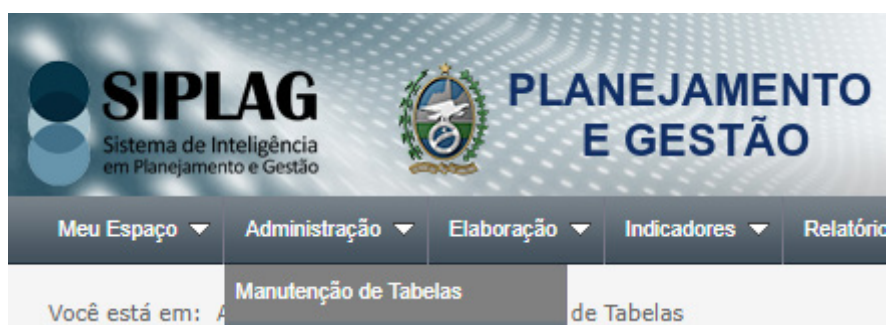 SIPLAG
Sistema de Inteligência
em Planejamento e Gestão
PLANEJAMENTO
E GESTÃO
Meu Espaço Administração Elaboração Indicadores
Manutenção de Tabelas
Você está em: de Tabelas